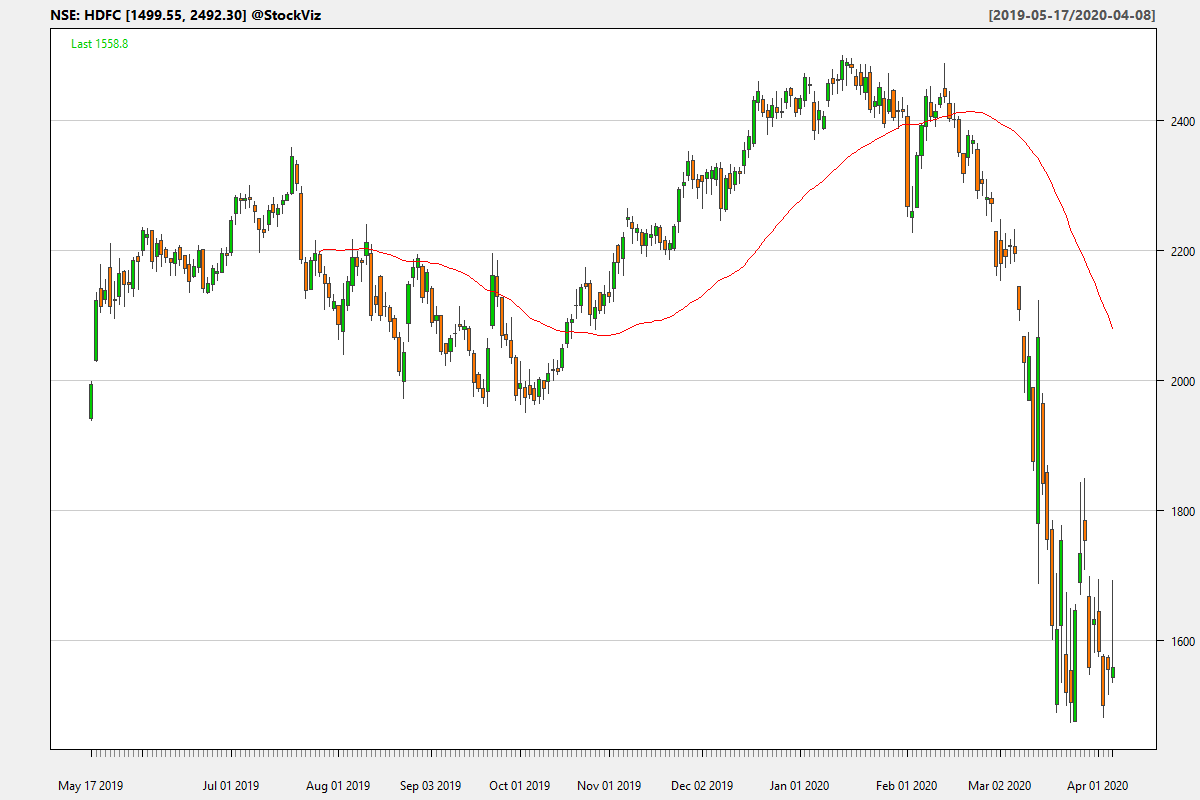 NSE: HDFC [1499.55, 2492.30] @StockViz [2019-05-17/2020-04-08]
Last 1558.8
2400
2200
2000
1800
1600
May 17 2019 Jul 01 2019 Aug 01 2019 Sep 03 2019 Oct 01 2019 Nov 01 2019 Dec 02 2019 Jan 01 2020 Feb 01 2020 Mar 02 2020 Apr 01 2020